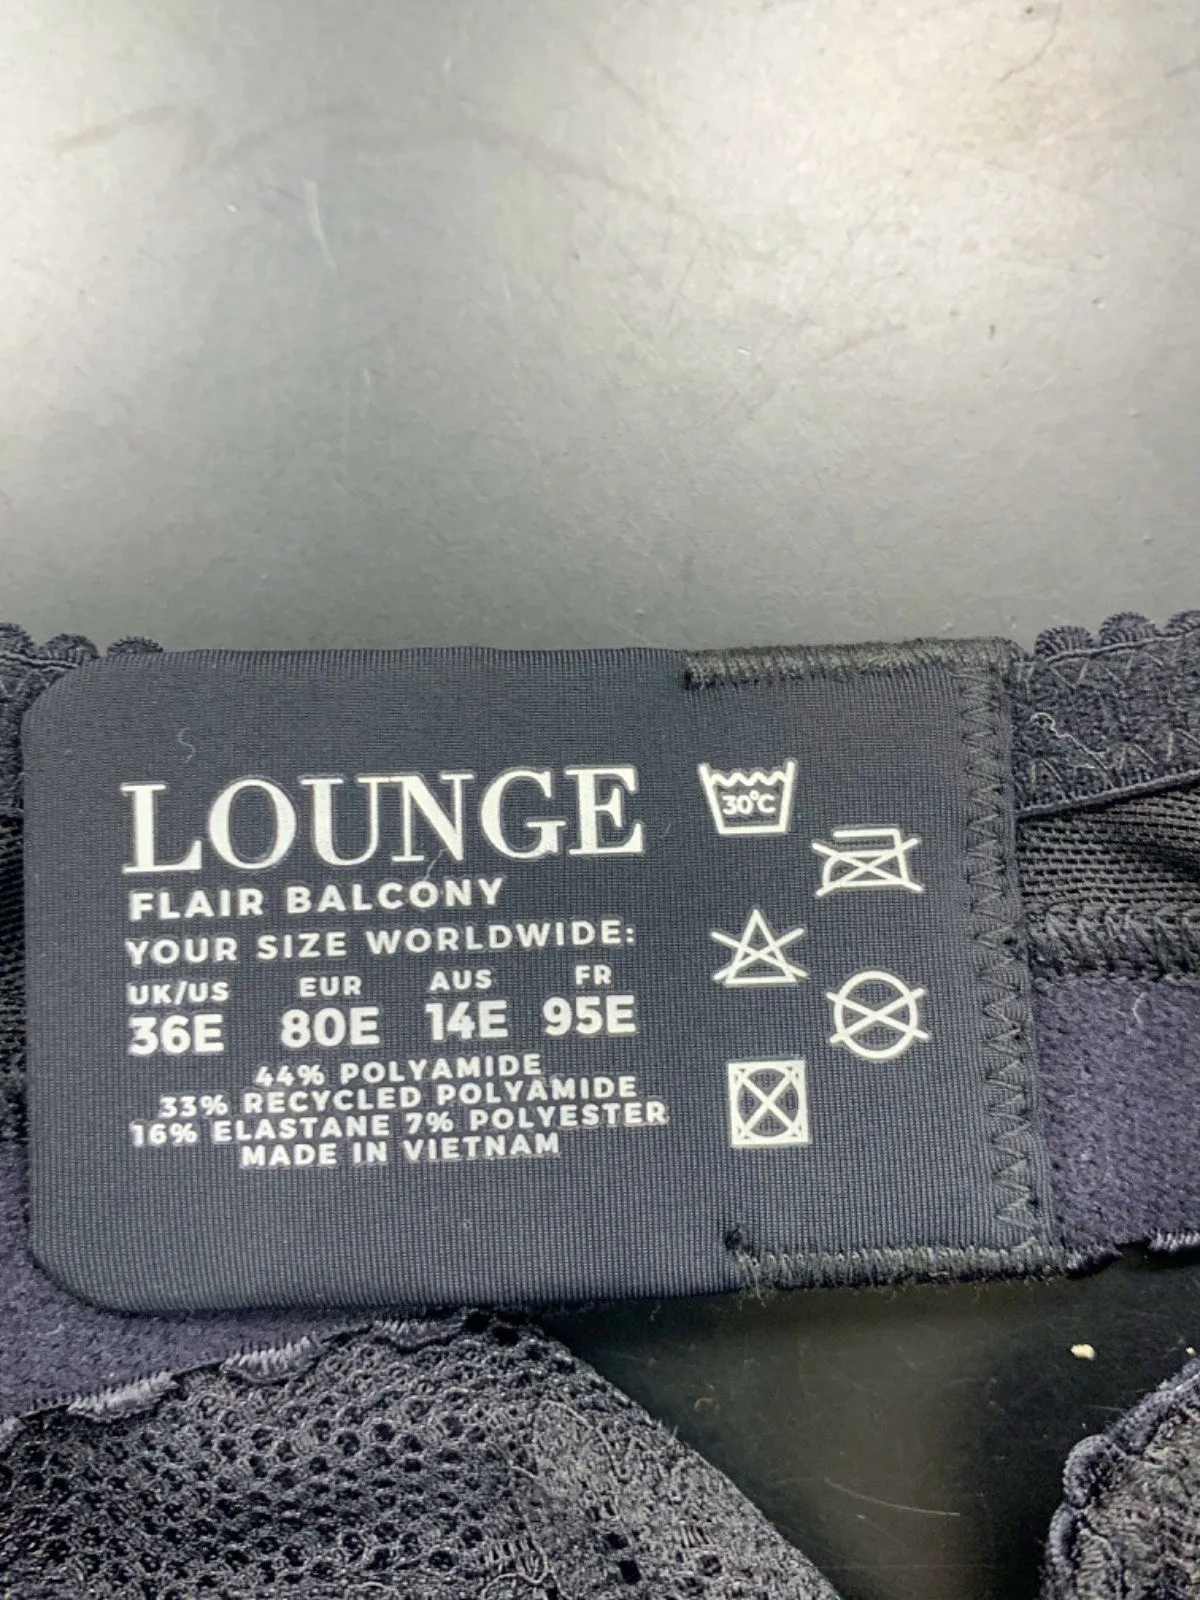 LOUNGE
FLAIR BALCONY
YOUR SIZE WORLDWIDE:
UK/US EUR AUS FR
36E 80E 14E 95E
44% POLYAMIDE
33% RECYCLED POLYAMIDE
16% ELASTANE 7% POLYESTER
MADE IN VIETNAM
30°C